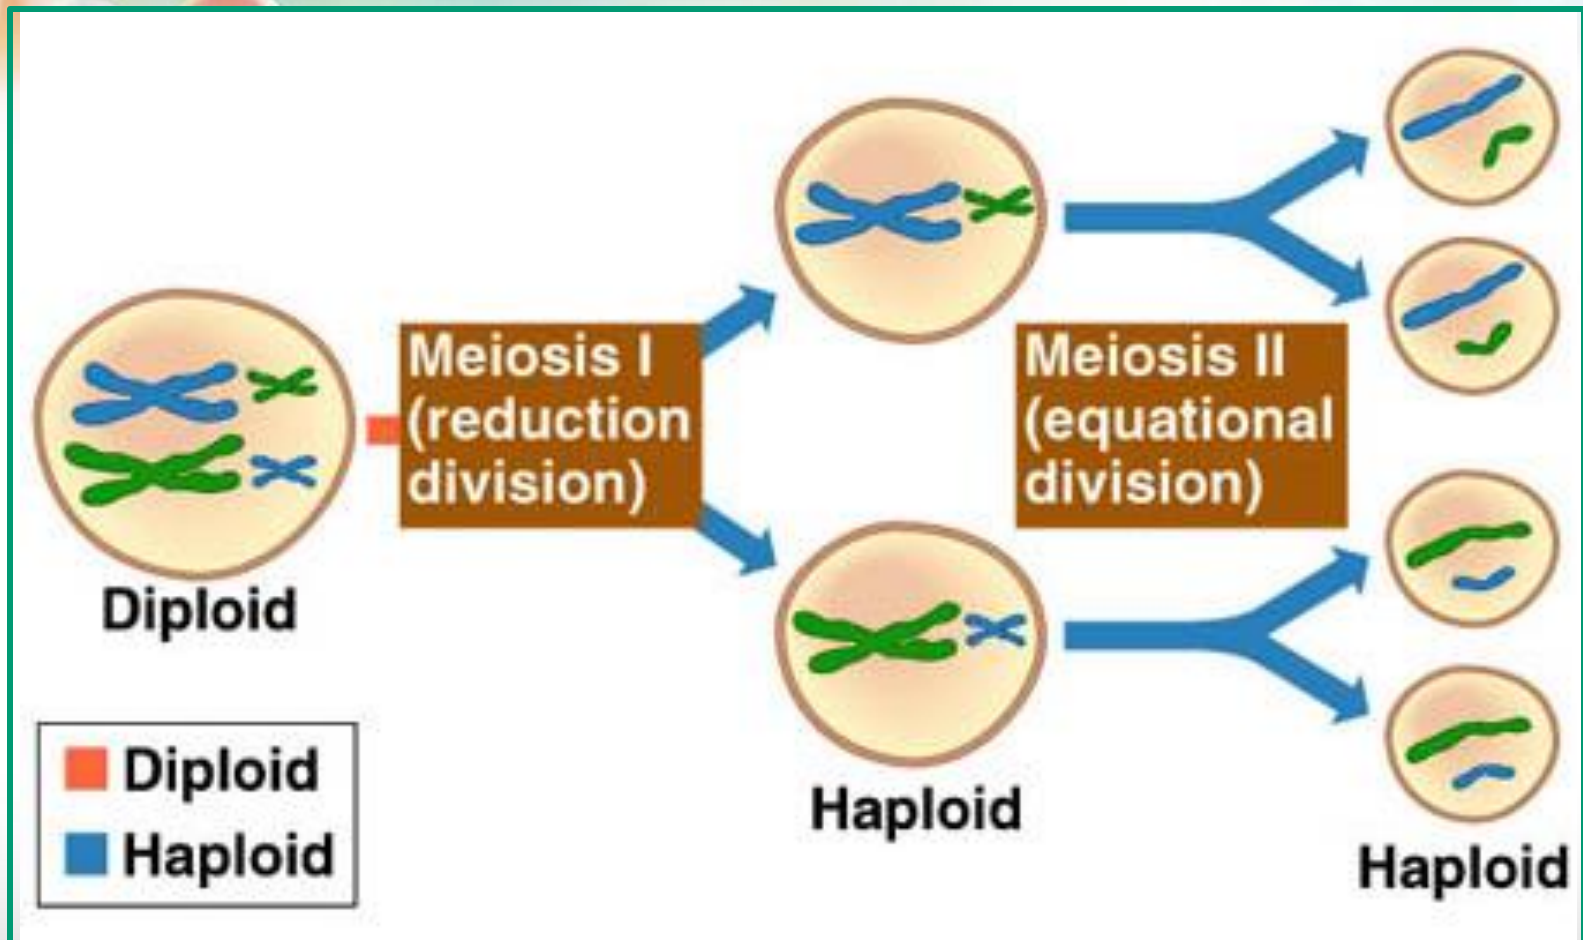 Meiosis I
(reduction
division)
Meiosis II
(equational
division)
Diploid
Haploid
Haploid
Diploid
Haploid